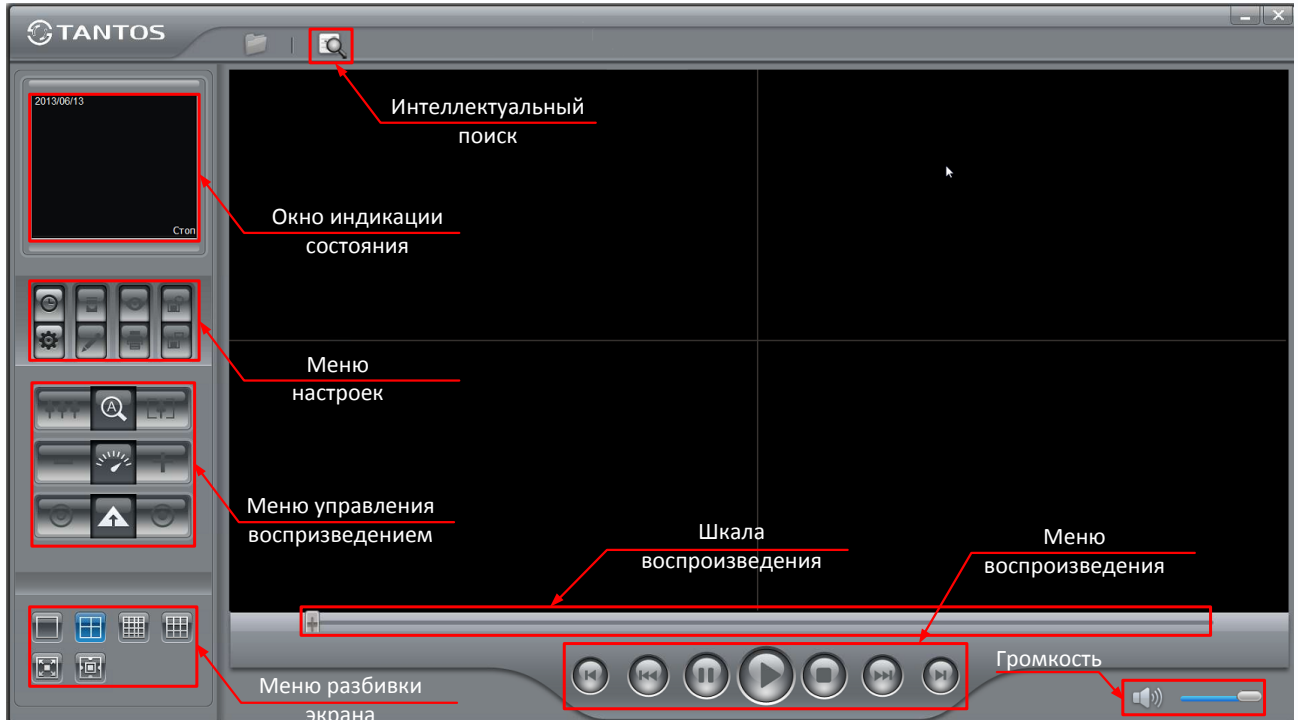 TANTOS
2013/06/13
Стоп
Интеллектуальный
поиск
Окно индикации
состояния
Меню
настроек
A
Меню управления
воспризведением
Шкала
воспроизведения
Меню
воспроизведения
Громкость
Меню разбивки
экрана